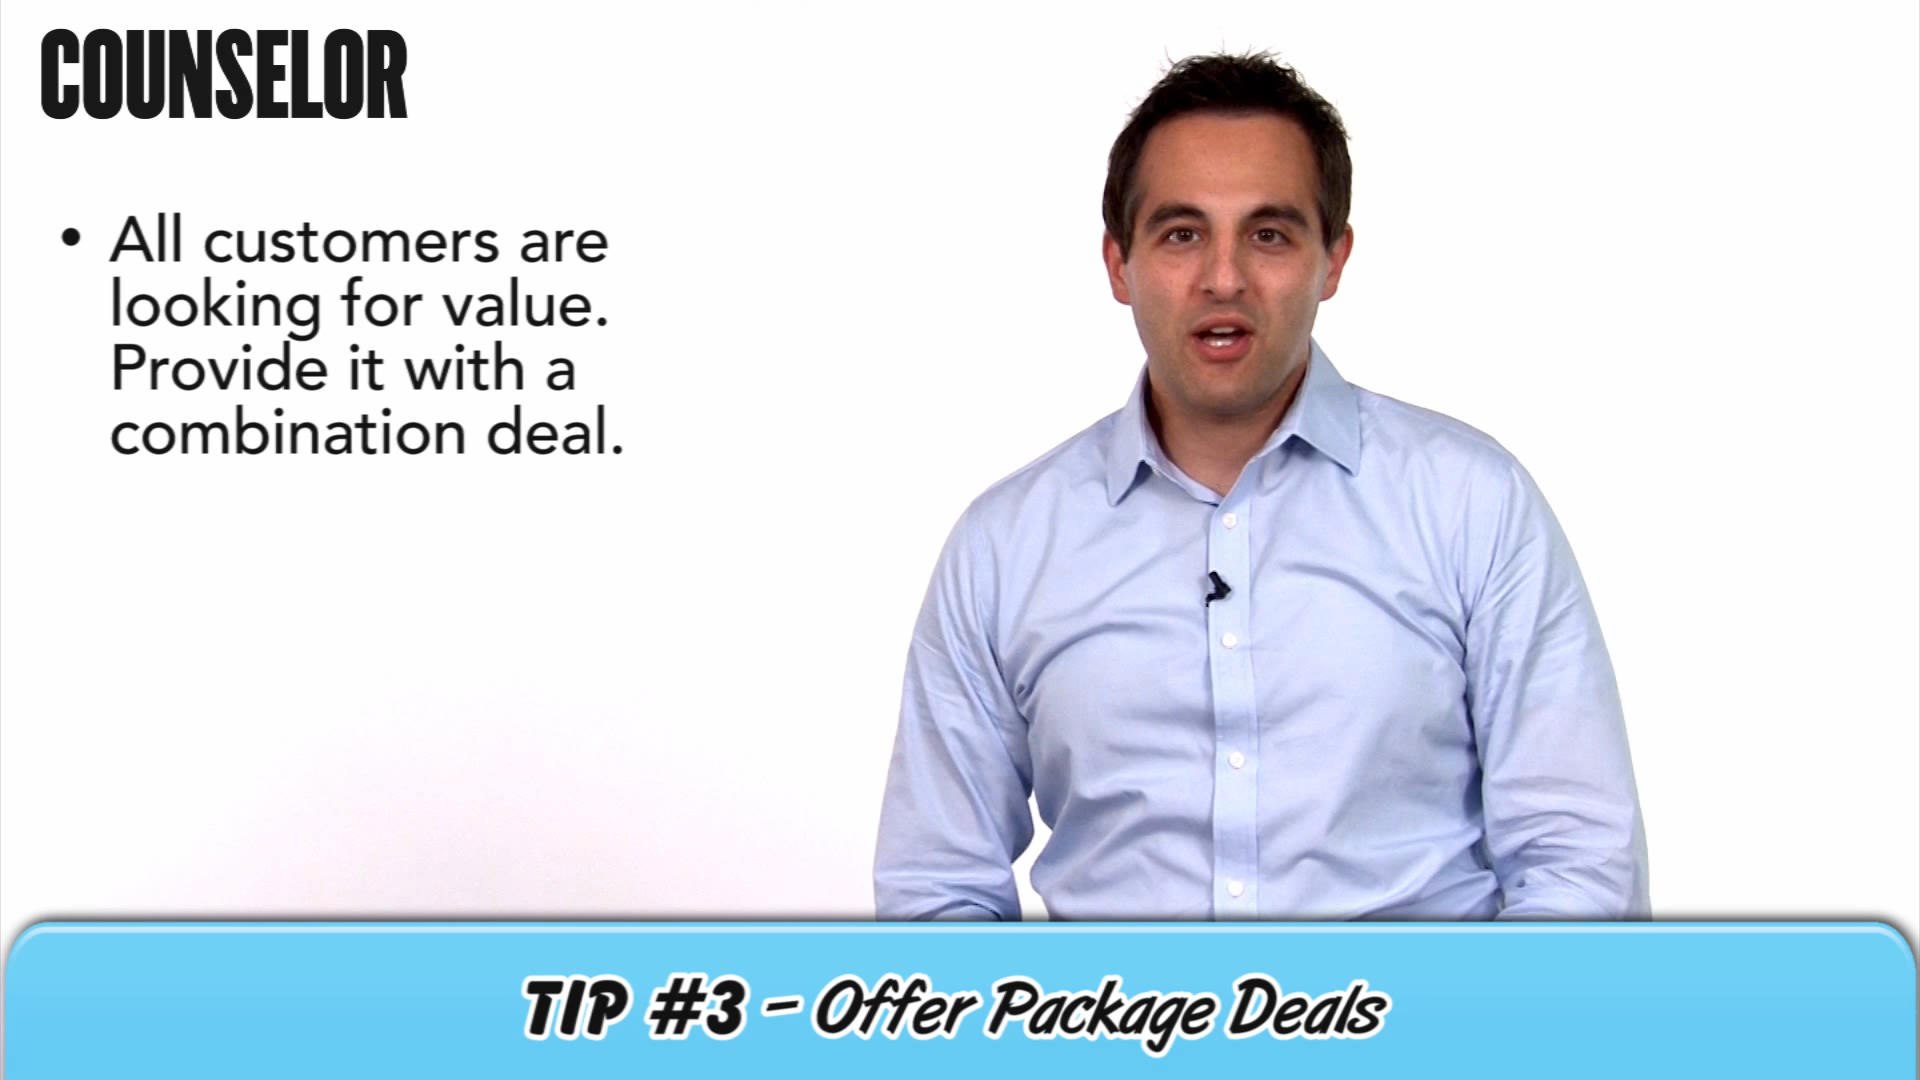 COUNSELOR
• All customers are
looking for value.
Provide it with a
combination deal.
TIP #3 - Offer Package Deals